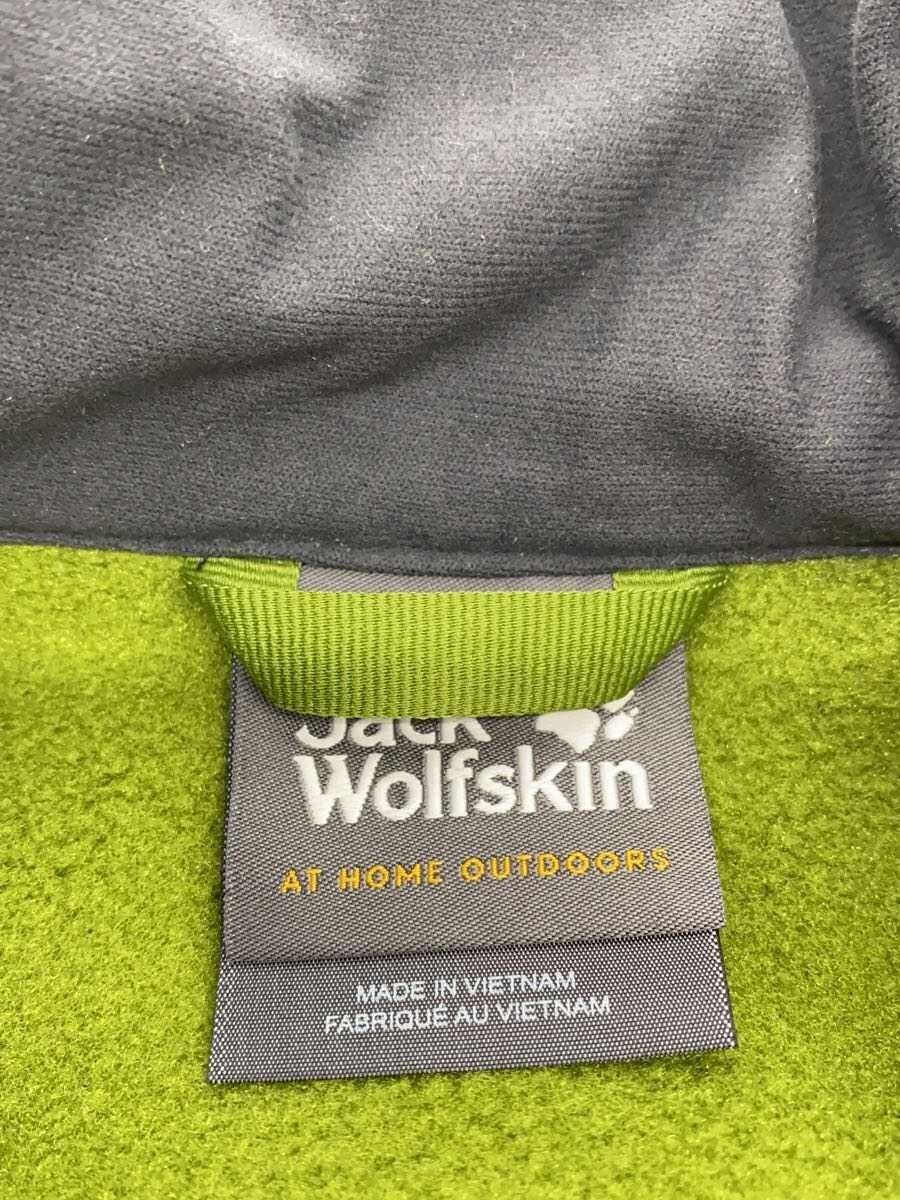 Jack
Wolfskin
AT HOME OUTDOORS
MADE IN VIETNAM
FABRIQUÉ AU VIETNAM